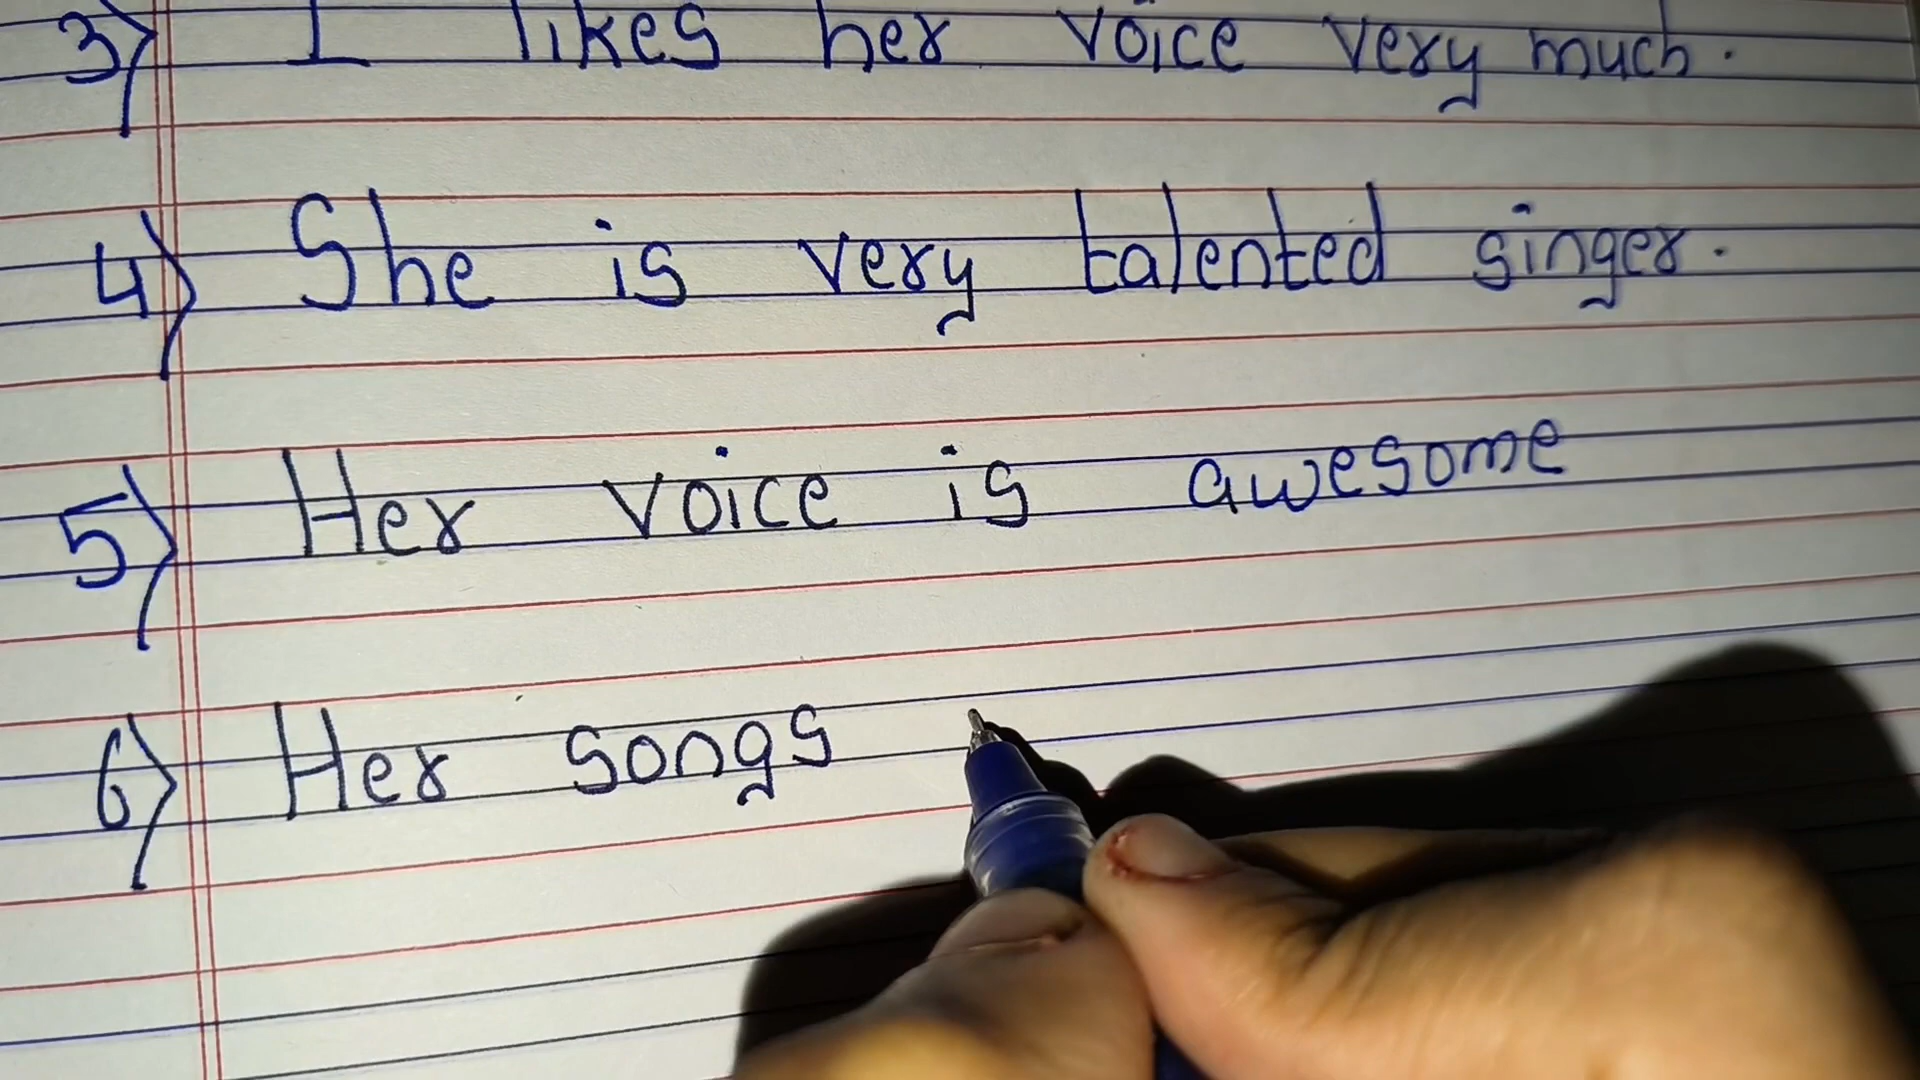 3) I likes her voice very much.
4) She is very talented singer.
5) Her voice is awesome
6) Her songs